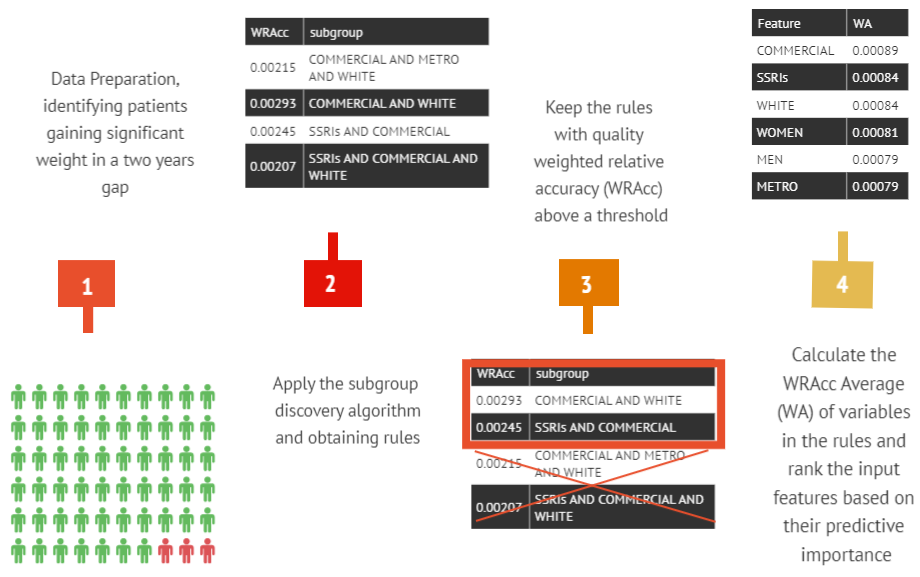 Data Preparation,
identifying patients
gaining significant
weight in a two years
gap
1
WRAcc subgroup
0.00215 COMMERCIAL AND METRO
AND WHITE
0.00293 COMMERCIAL AND WHITE
0.00245 SSRIs AND COMMERCIAL
0.00207 SSRIs AND COMMERCIAL AND
WHITE
2
Apply the subgroup
discovery algorithm
and obtaining rules
Keep the rules
with quality
weighted relative
accuracy (WRAcc)
above a threshold
3
WRAcc subgroup
0.00293 COMMERCIAL AND WHITE
0.00245 SSRIs AND COMMERCIAL
0.00215 COMMERCIAL AND METRO
AND WHITE
0.00207 SSRIs AND COMMERCIAL AND
WHITE
Feature WA
COMMERCIAL 0.00089
SSRIs 0.00084
WHITE 0.00084
WOMEN 0.00081
MEN 0.00079
METRO 0.00079
4
Calculate the
WRAcc Average
(WA) of variables
in the rules and
rank the input
features based on
their predictive
importance